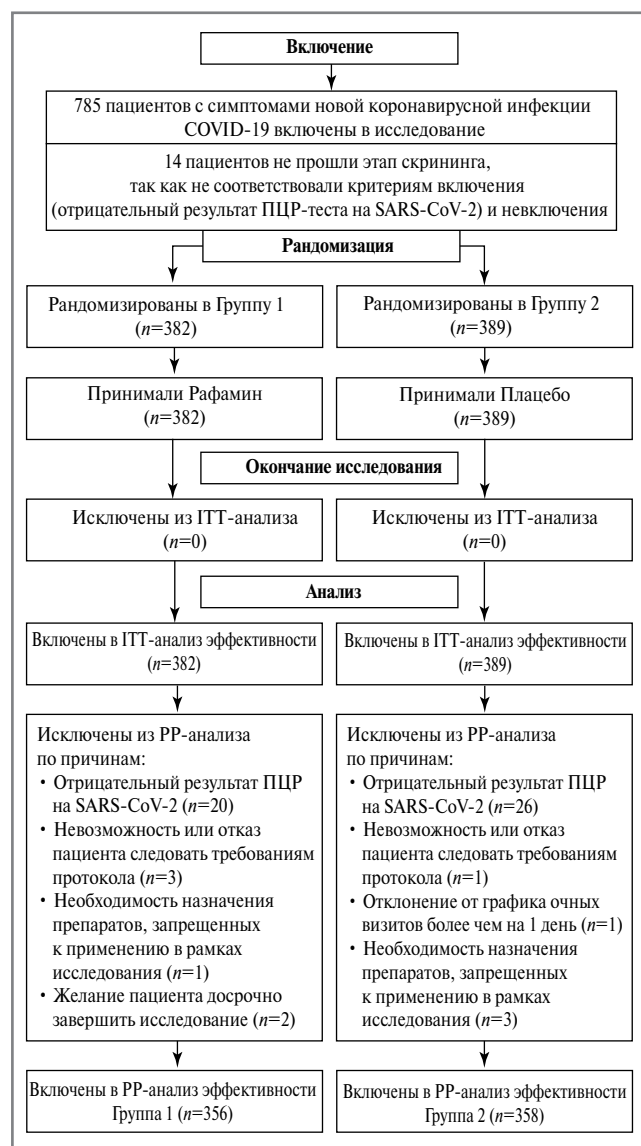 Включение
785 пациентов с симптомами новой коронавирусной инфекции
COVID-19 включены в исследование
14 пациентов не прошли этап скрининга,
так как не соответствовали критериям включения
(отрицательный результат ПЦР-теста на SARS-CoV-2) и невключения
Рандомизация
Рандомизированы в Группу 1
(n=382)
Рандомизированы в Группу 2
(n=389)
Принимали Рафамин
(n=382)
Принимали Плацебо
(n=389)
Окончание исследования
Исключены из ITT-анализа
(n=0)
Исключены из ITT-анализа
(n=0)
Анализ
Включены в ITT-анализ эффективности
(n=382)
Включены в ITT-анализ эффективности
(n=389)
Исключены из PP-анализа
по причинам:
• Отрицательный результат ПЦР
на SARS-CoV-2 (n=20)
• Невозможность или отказ
пациента следовать требованиям
протокола (n=3)
• Необходимость назначения
препаратов, запрещенных
к применению в рамках
исследования (n=1)
• Желание пациента досрочно
завершить исследование (n=2)
Исключены из PP-анализа
по причинам:
• Отрицательный результат ПЦР
на SARS-CoV-2 (n=26)
• Невозможность или отказ
пациента следовать требованиям
протокола (n=1)
• Отклонение от графика очных
визитов более чем на 1 день (n=1)
• Необходимость назначения
препаратов, запрещенных
к применению в рамках
исследования (n=3)
Включены в PP-анализ эффективности
Группа 1 (n=356)
Включены в PP-анализ эффективности
Группа 2 (n=358)